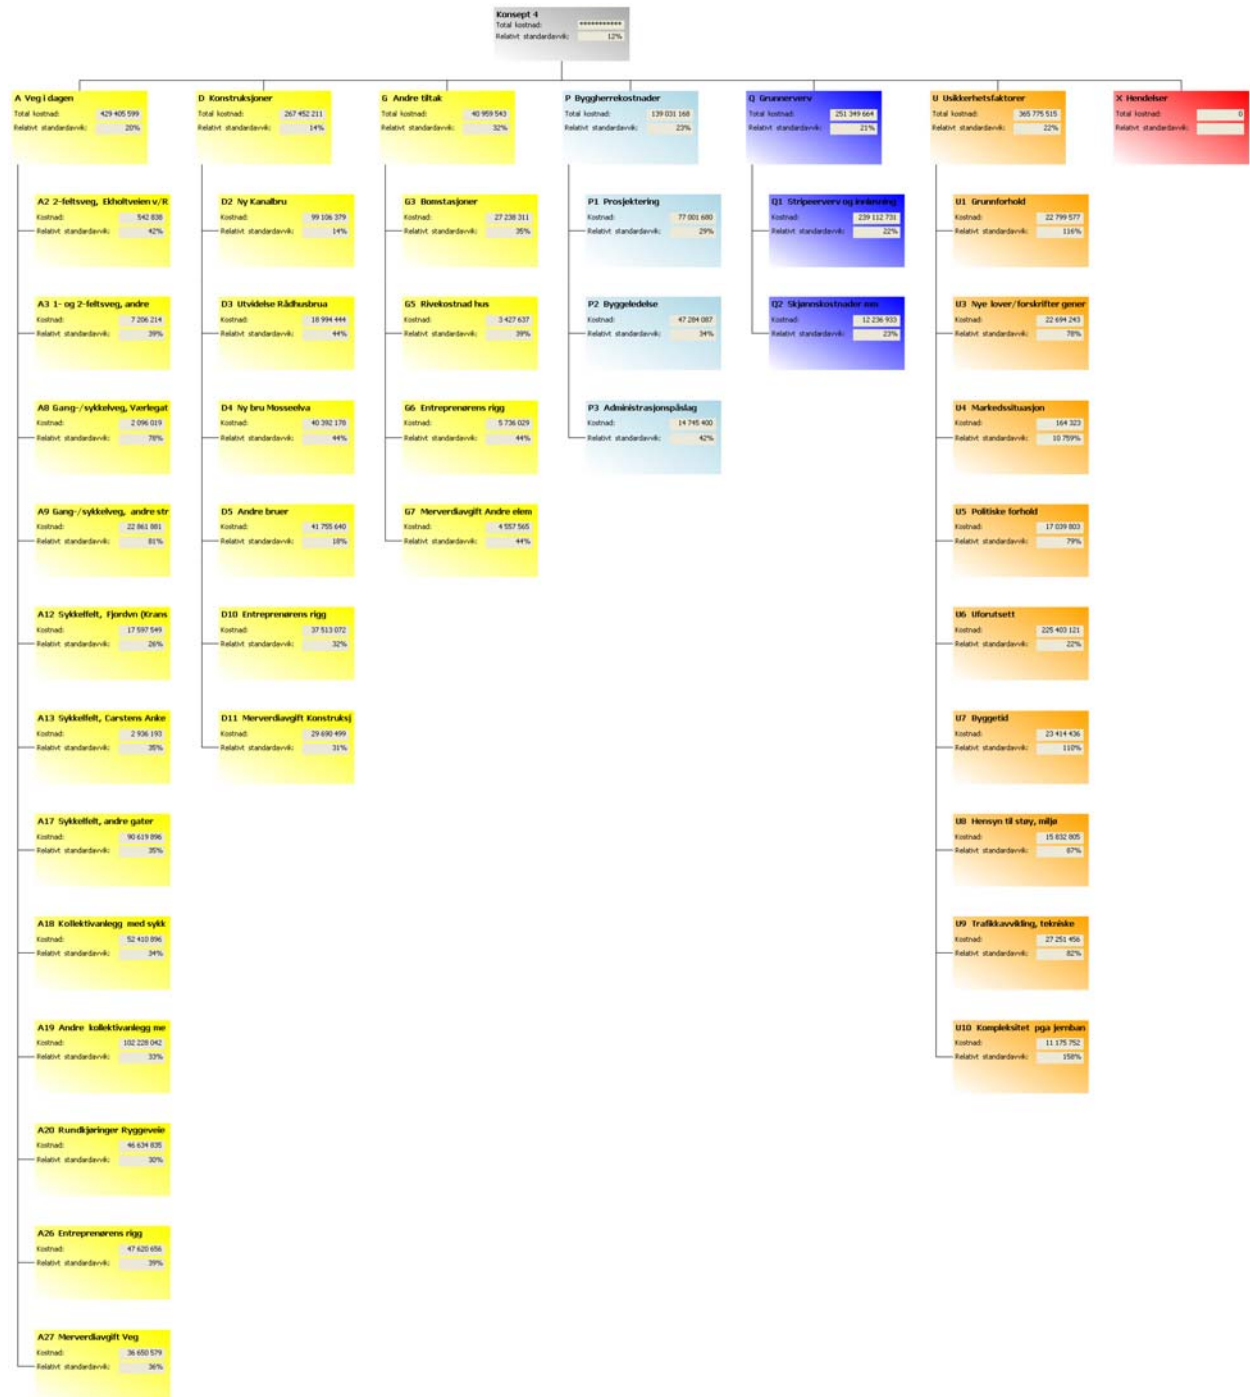 Konsept 4
Total kostnad: ***********
Relativt standardavvik: 12%
A Veg i dagen
Total kostnad: 429 405 599
Relativt standardavvik: 20%
D Konstruksjoner
Total kostnad: 267 452 211
Relativt standardavvik: 14%
G Andre tiltak
Total kostnad: 40 959 543
Relativt standardavvik: 32%
P Byggherrekostnader
Total kostnad: 139 031 168
Relativt standardavvik: 23%
Q Grunnerverv
Total kostnad: 251 349 664
Relativt standardavvik: 21%
U Usikkerhetsfaktorer
Total kostnad: 365 775 515
Relativt standardavvik: 22%
X Hendelser
Total kostnad: 0
Relativt standardavvik:
A2 2-feltsveg, Ekholtveien v/R
Kostnad: 542 838
Relativt standardavvik: 42%
A3 1- og 2-feltsveg, andre
Kostnad: 7 206 214
Relativt standardavvik: 39%
A8 Gang-/sykkelveg, Værlegat
Kostnad: 2 096 019
Relativt standardavvik: 78%
A9 Gang-/sykkelveg, andre str
Kostnad: 22 861 881
Relativt standardavvik: 81%
A12 Sykkelfelt, Fjordvn (Krans
Kostnad: 17 597 549
Relativt standardavvik: 26%
A13 Sykkelfelt, Carstens Anke
Kostnad: 2 936 193
Relativt standardavvik: 35%
A17 Sykkelfelt, andre gater
Kostnad: 90 619 896
Relativt standardavvik: 35%
A18 Kollektivanlegg med sykk
Kostnad: 52 410 896
Relativt standardavvik: 34%
A19 Andre kollektivanlegg me
Kostnad: 102 228 042
Relativt standardavvik: 33%
A20 Rundkjøringer Ryggeveie
Kostnad: 46 634 835
Relativt standardavvik: 30%
A26 Entreprenørens rigg
Kostnad: 47 620 656
Relativt standardavvik: 39%
A27 Merverdiavgift Veg
Kostnad: 36 650 579
Relativt standardavvik: 36%
D2 Ny Kanalbru
Kostnad: 99 106 379
Relativt standardavvik: 14%
D3 Utvidelse Rådhusbrua
Kostnad: 18 994 444
Relativt standardavvik: 44%
D4 Ny bru Mosseelva
Kostnad: 40 392 178
Relativt standardavvik: 44%
D5 Andre bruer
Kostnad: 41 755 640
Relativt standardavvik: 18%
D10 Entreprenørens rigg
Kostnad: 37 513 072
Relativt standardavvik: 32%
D11 Merverdiavgift Konstruksj
Kostnad: 29 690 499
Relativt standardavvik: 31%
G3 Bomstasjoner
Kostnad: 27 238 311
Relativt standardavvik: 35%
G5 Rivekostnad hus
Kostnad: 3 427 637
Relativt standardavvik: 39%
G6 Entreprenørens rigg
Kostnad: 5 736 029
Relativt standardavvik: 44%
G7 Merverdiavgift Andre elem
Kostnad: 4 557 565
Relativt standardavvik: 44%
P1 Prosjektering
Kostnad: 77 001 680
Relativt standardavvik: 29%
P2 Byggeledelse
Kostnad: 47 284 087
Relativt standardavvik: 34%
P3 Administrasjonspåslag
Kostnad: 14 745 400
Relativt standardavvik: 42%
Q1 Stripeerverv og innløsning
Kostnad: 239 112 731
Relativt standardavvik: 22%
Q2 Skjønnskostnader mm
Kostnad: 12 236 933
Relativt standardavvik: 23%
U1 Grunnforhold
Kostnad: 22 799 577
Relativt standardavvik: 116%
U3 Nye lover/forskrifter gener
Kostnad: 22 694 243
Relativt standardavvik: 78%
U4 Markedssituasjon
Kostnad: 164 323
Relativt standardavvik: 10 759%
U5 Politiske forhold
Kostnad: 17 039 803
Relativt standardavvik: 79%
U6 Uforutsett
Kostnad: 225 403 121
Relativt standardavvik: 22%
U7 Byggetid
Kostnad: 23 414 436
Relativt standardavvik: 110%
U8 Hensyn til støy, miljø
Kostnad: 15 832 805
Relativt standardavvik: 87%
U9 Trafikkavvikling, tekniske
Kostnad: 27 251 456
Relativt standardavvik: 82%
U10 Kompleksitet pga jernban
Kostnad: 11 175 752
Relativt standardavvik: 158%